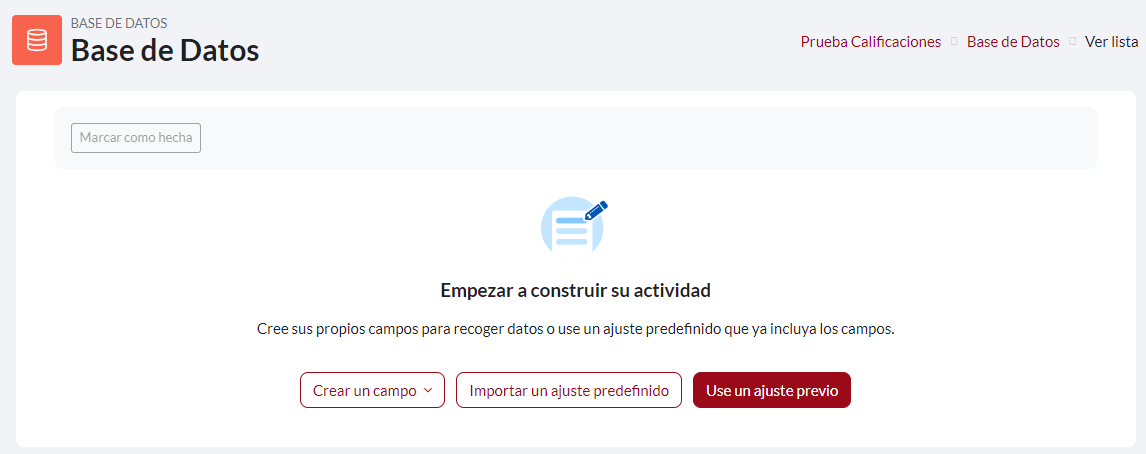 BASE DE DATOS
Base de Datos
Prueba Calificaciones Base de Datos Ver lista
Marcar como hecha
Empezar a construir su actividad
Cree sus propios campos para recoger datos o use un ajuste predefinido que ya incluya los campos.
Crear un campo Importar un ajuste predefinido Use un ajuste previo